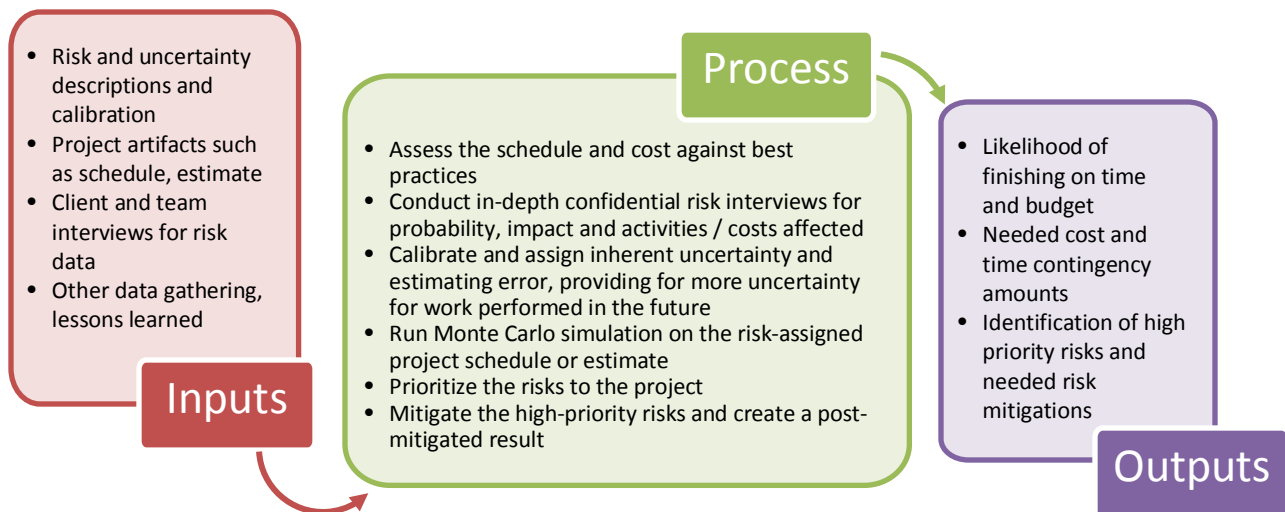 • Risk and uncertainty
descriptions and
calibration
• Project artifacts such
as schedule, estimate
• Client and team
interviews for risk
data
• Other data gathering,
lessons learned
Inputs
Process
• Assess the schedule and cost against best
practices
• Conduct in-depth confidential risk interviews for
probability, impact and activities / costs affected
• Calibrate and assign inherent uncertainty and
estimating error, providing for more uncertainty
for work performed in the future
• Run Monte Carlo simulation on the risk-assigned
project schedule or estimate
• Prioritize the risks to the project
• Mitigate the high-priority risks and create a post-
mitigated result
• Likelihood of
finishing on time
and budget
• Needed cost and
time contingency
amounts
• Identification of high
priority risks and
needed risk
mitigations
Outputs